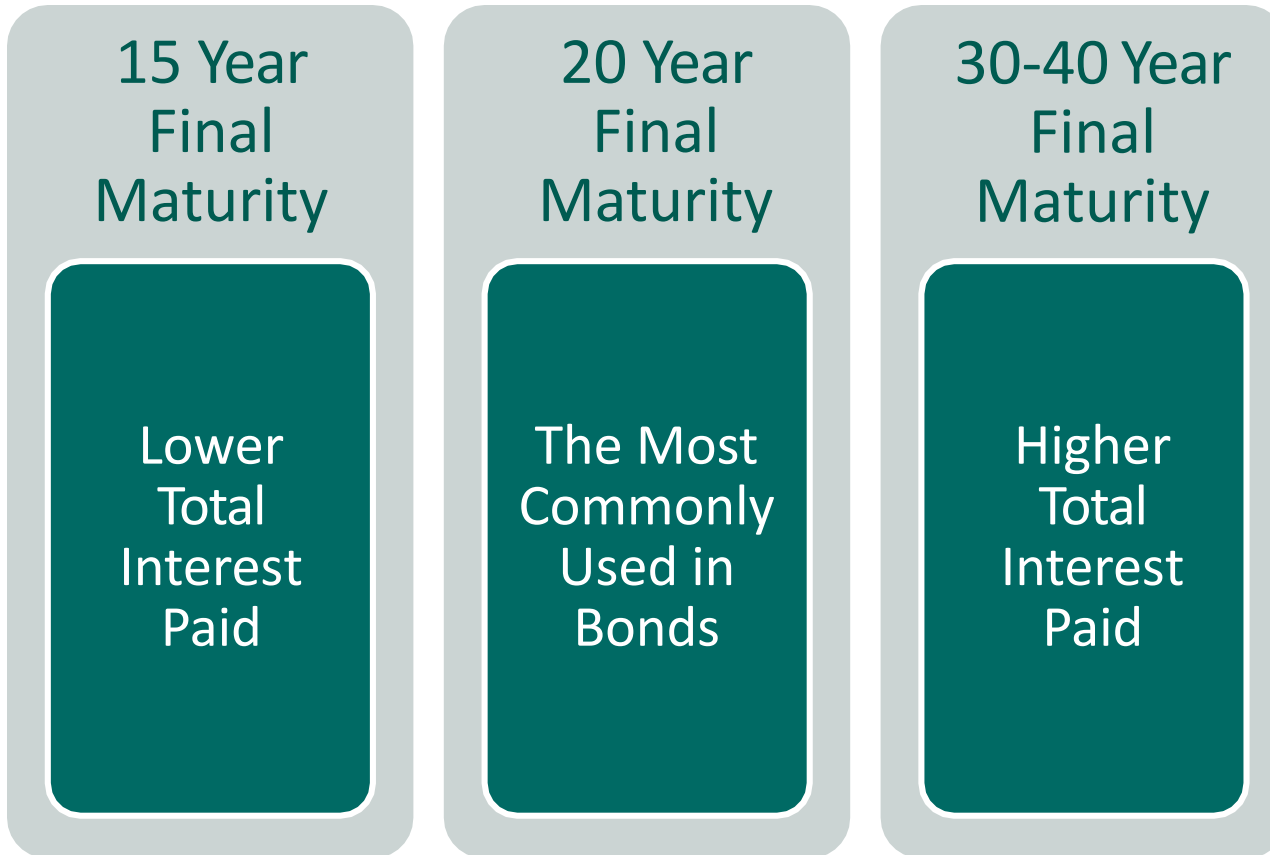 15 Year
Final
Maturity
Lower
Total
Interest
Paid
20 Year
Final
Maturity
The Most
Commonly
Used in
Bonds
30-40 Year
Final
Maturity
Higher
Total
Interest
Paid